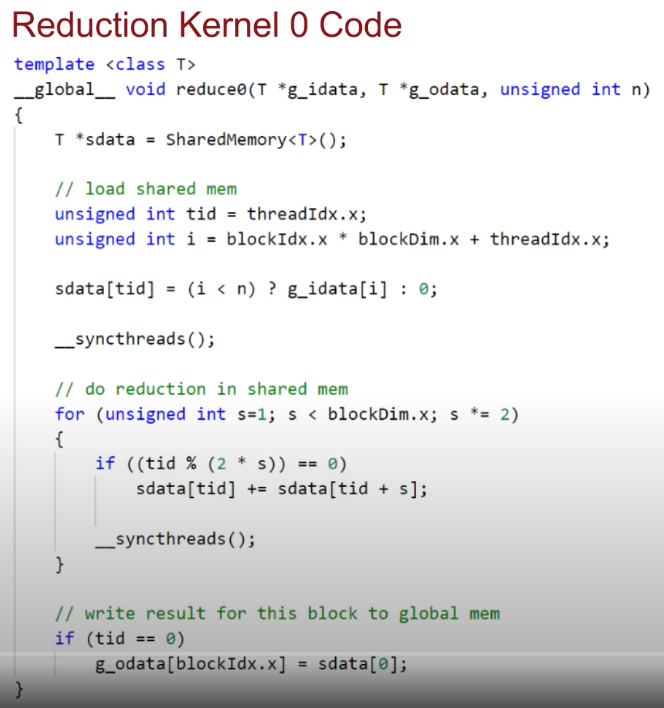 Reduction Kernel 0 Code
template <class T>
__global__ void reduce0(T *g_idata, T *g_odata, unsigned int n)
{
    T *sdata = SharedMemory<T>();

    // load shared mem
    unsigned int tid = threadIdx.x;
    unsigned int i = blockIdx.x * blockDim.x + threadIdx.x;

    sdata[tid] = (i < n) ? g_idata[i] : 0;

    __syncthreads();

    // do reduction in shared mem
    for (unsigned int s=1; s < blockDim.x; s *= 2)
    {
        if ((tid % (2 * s)) == 0)
            sdata[tid] += sdata[tid + s];

        __syncthreads();
    }

    // write result for this block to global mem
    if (tid == 0)
        g_odata[blockIdx.x] = sdata[0];
}